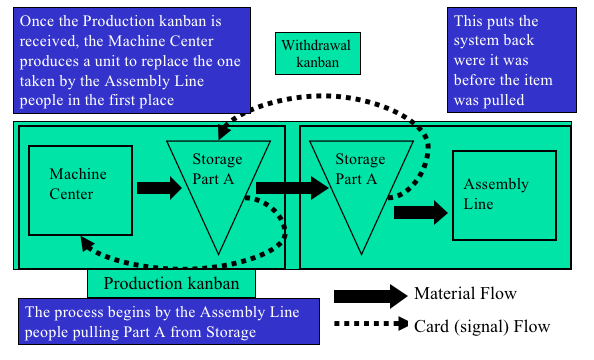 Once the Production kanban is
received, the Machine Center
produces a unit to replace the one
taken by the Assembly Line
people in the first place
Withdrawal
kanban
This puts the
system back
were it was
before the item
was pulled
Machine
Center
Storage
Part A
Storage
Part A
Assembly
Line
Production kanban
The process begins by the Assembly Line
people pulling Part A from Storage
Material Flow
Card (signal) Flow